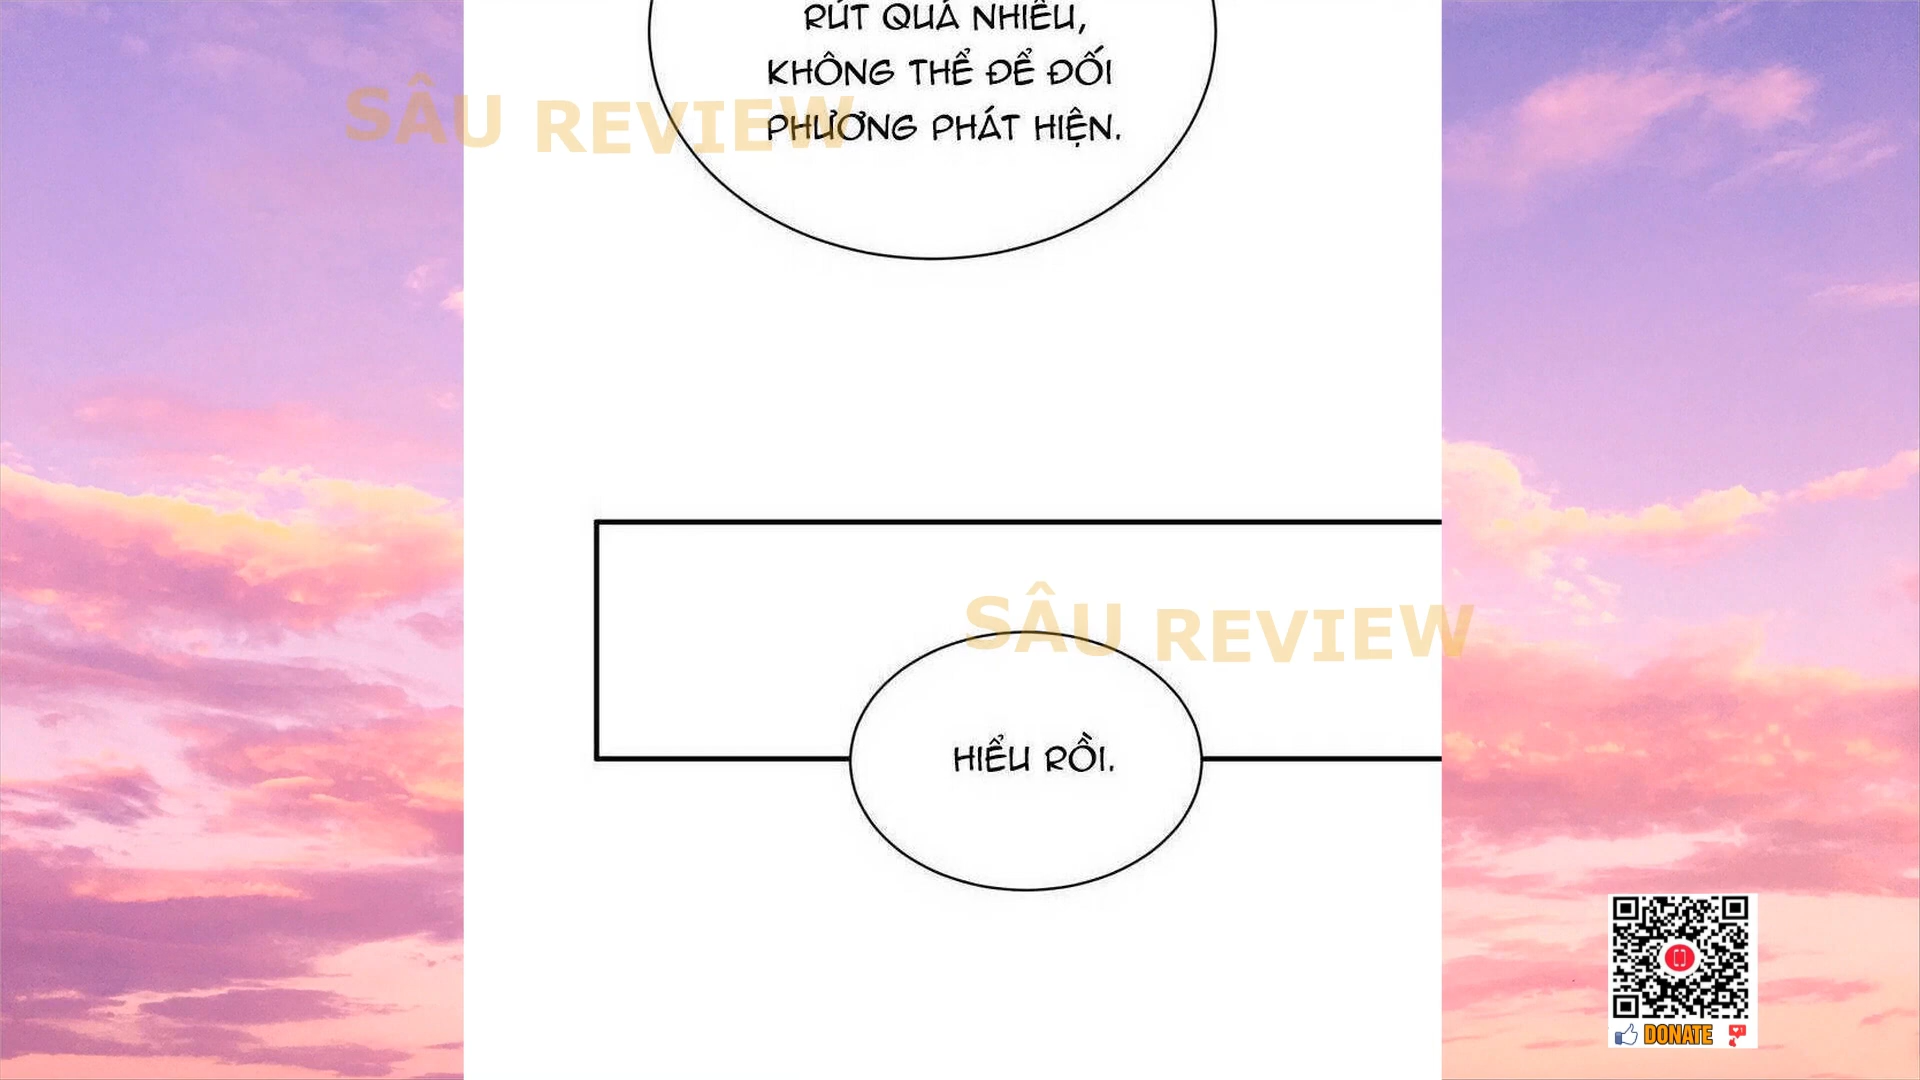 RÚT QUÁ NHIỀU,
KHÔNG THỂ ĐỂ ĐỐI
PHƯƠNG PHÁT HIỆN.
SÂU REVIEW
SÂU REVIEW
HIỂU RỒI.
DONATE